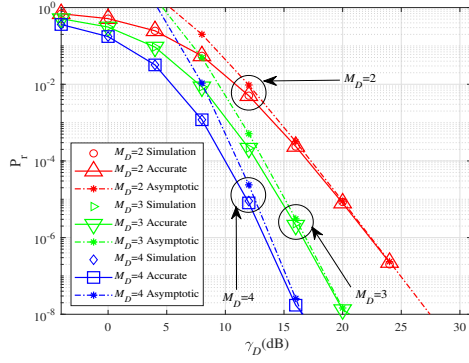 10^0
10^-2
10^-4
10^-6
10^-8
P_r
0
5
10
15
20
25
30
γ_D(dB)
M_D=2
M_D=4
M_D=3
M_D=2 Simulation
M_D=2 Accurate
M_D=2 Asymptotic
M_D=3 Simulation
M_D=3 Accurate
M_D=3 Asymptotic
M_D=4 Simulation
M_D=4 Accurate
M_D=4 Asymptotic